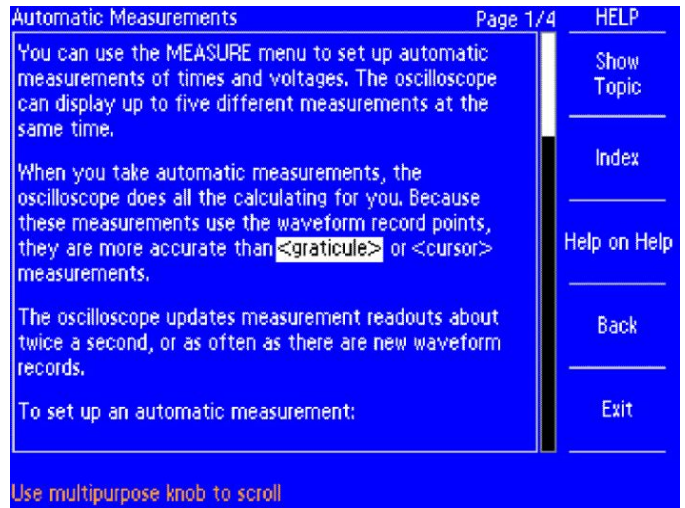 Automatic Measurements Page 1/4
You can use the MEASURE menu to set up automatic
measurements of times and voltages. The oscilloscope
can display up to five different measurements at the
same time.
When you take automatic measurements, the
oscilloscope does all the calculating for you. Because
these measurements use the waveform record points,
they are more accurate than <graticule> or <cursor>
measurements.
The oscilloscope updates measurement readouts about
twice a second, or as often as there are new waveform
records.
To set up an automatic measurement:
Use multipurpose knob to scroll
HELP
Show
Topic
Index
Help on Help
Back
Exit